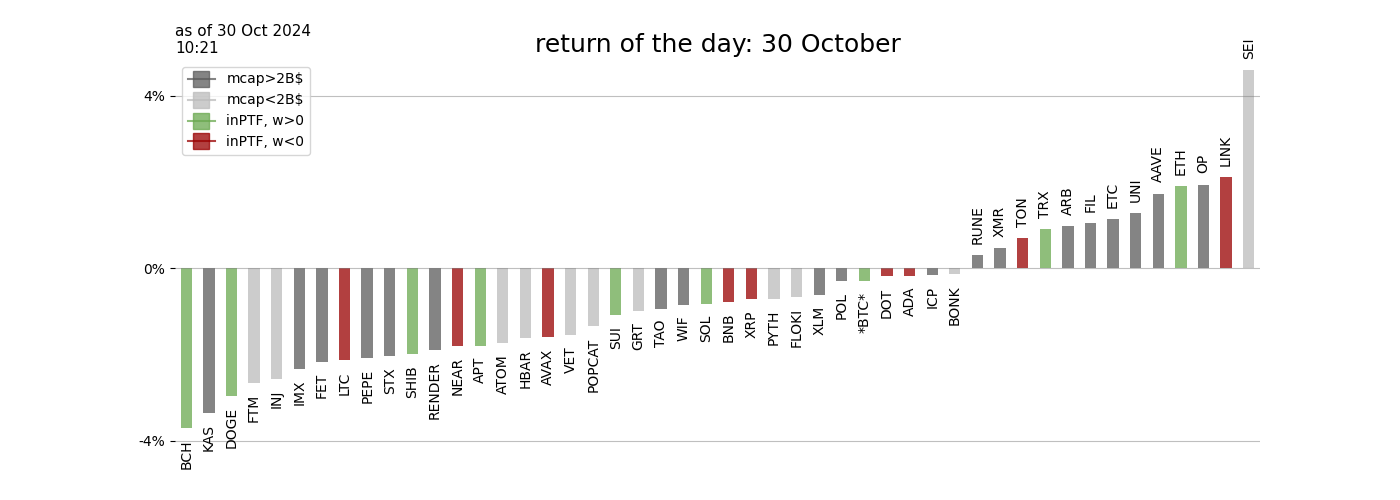 as of 30 Oct 2024
10:21
return of the day: 30 October
mcap>2B$
mcap<2B$
inPTF, w>0
inPTF, w<0
4%
0%
-4%
BCH
KAS
DOGE
FTM
INJ
IMX
FET
LTC
PEPE
STX
SHIB
RENDER
NEAR
APT
ATOM
HBAR
AVAX
VET
POPCAT
SUI
GRT
TAO
WIF
SOL
BNB
XRP
PYTH
FLOKI
XLM
POL
*BTC*
DOT
ADA
ICP
BONK
RUNE
XMR
TON
TRX
ARB
FIL
ETC
UNI
AAVE
ETH
OP
LINK
SEI